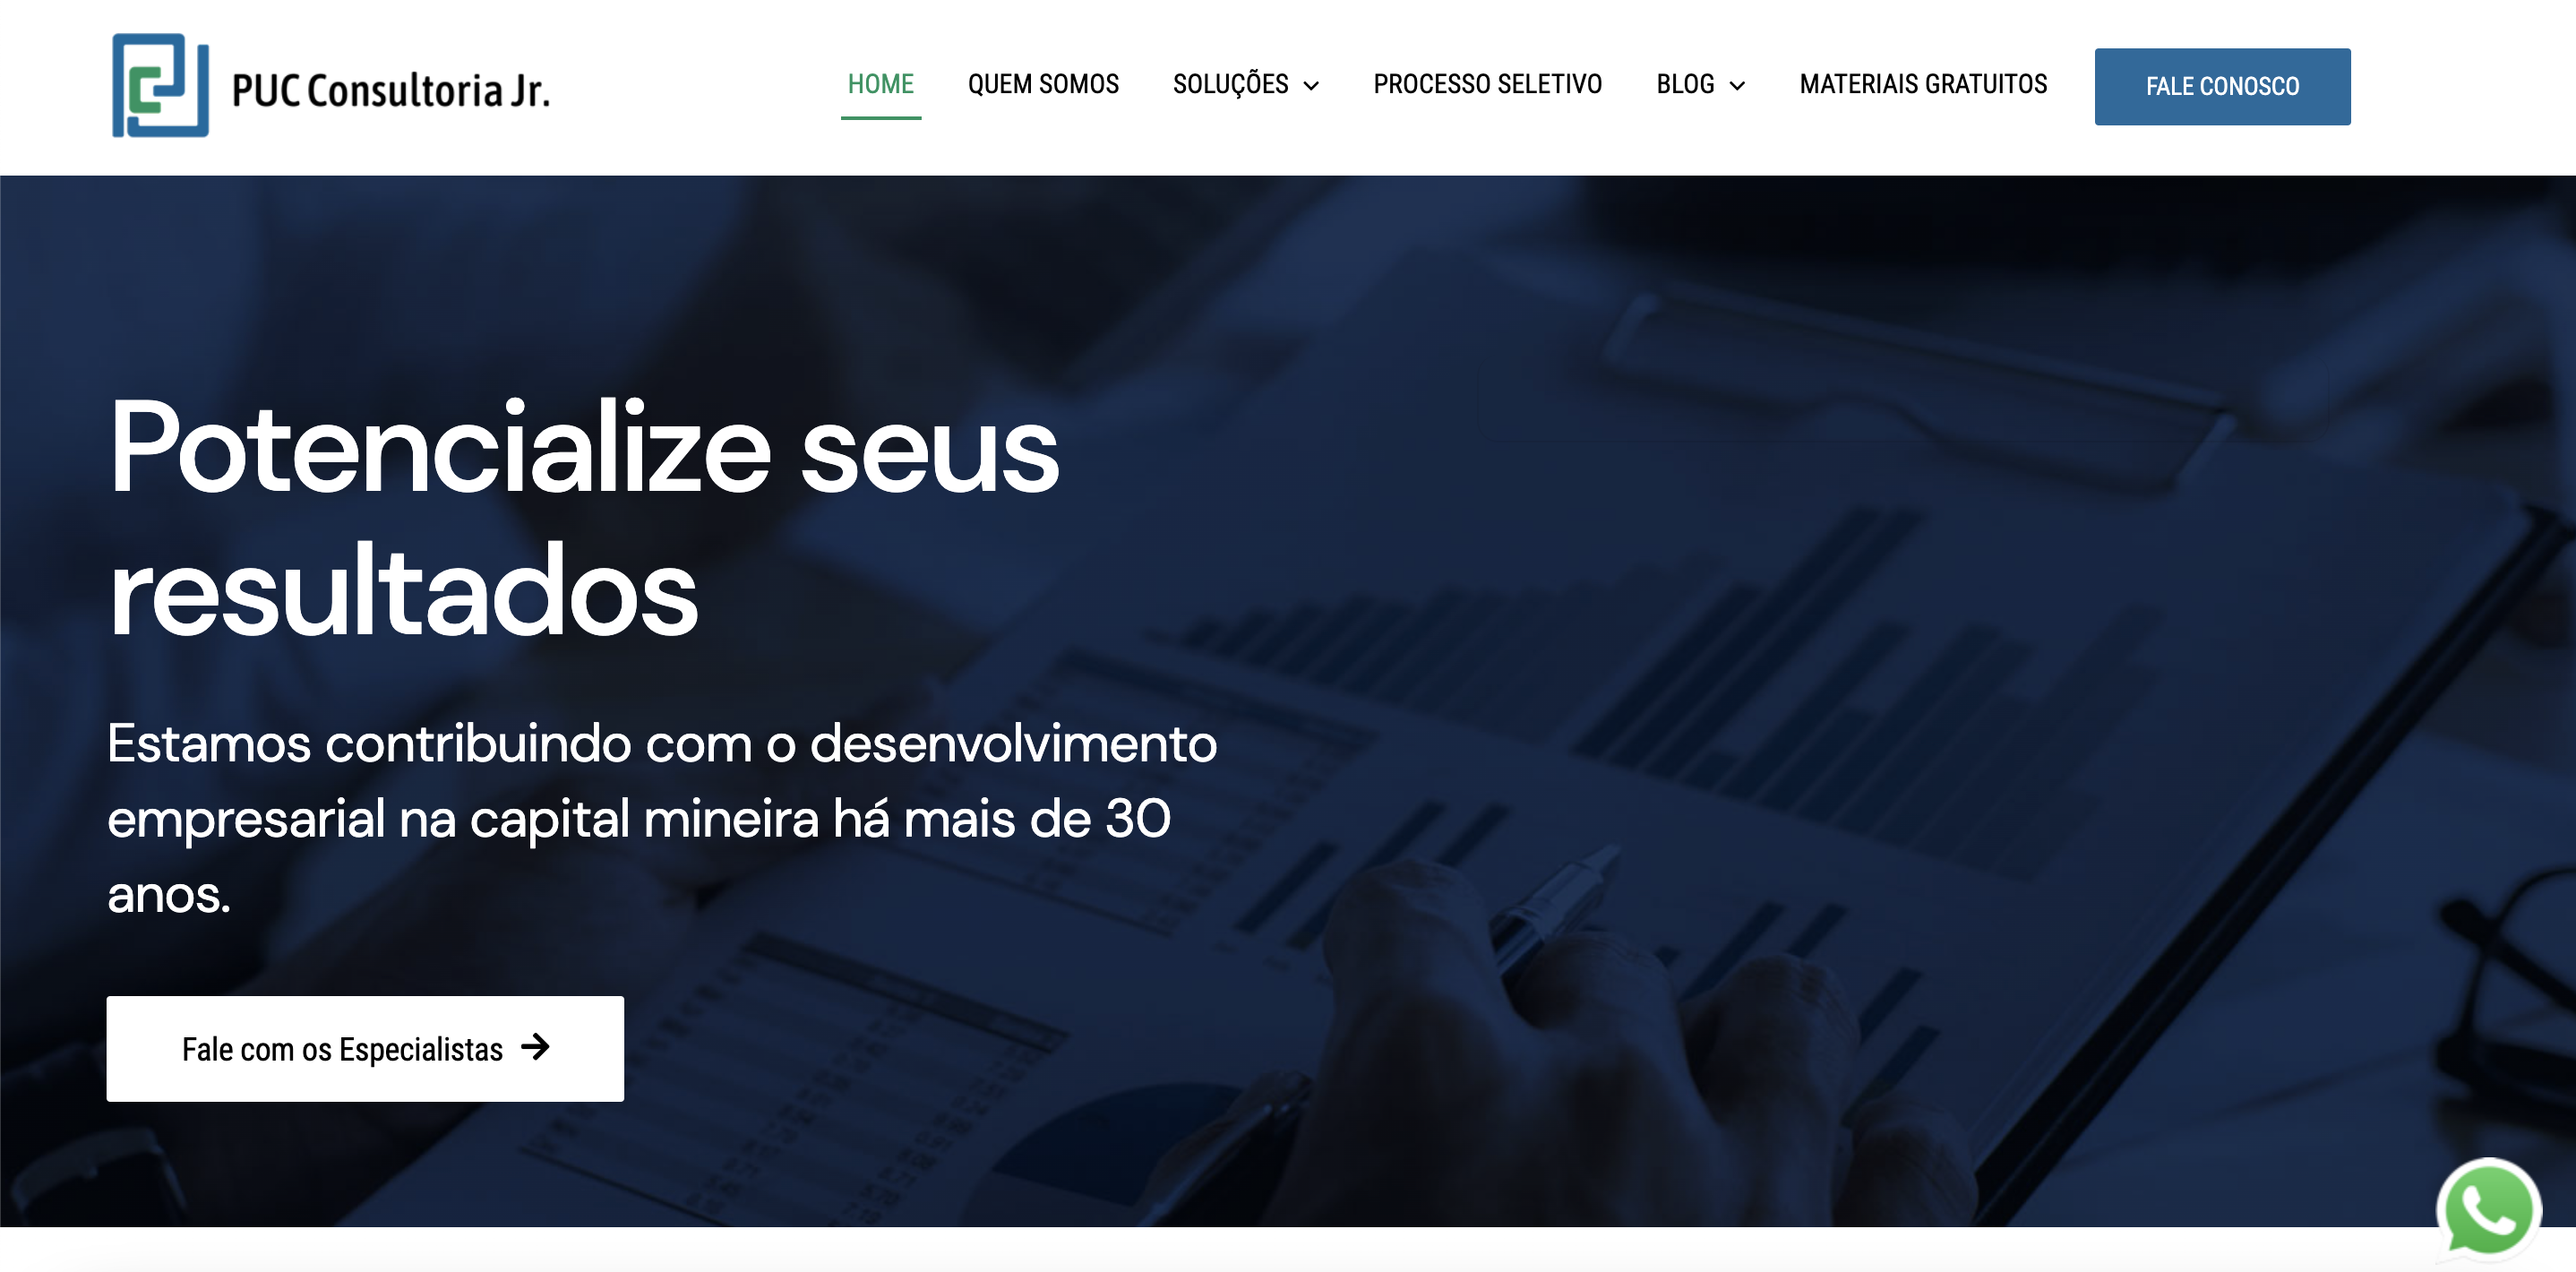 PUC Consultoria Jr.
HOME QUEM SOMOS SOLUÇÕES PROCESSO SELETIVO BLOG MATERIAIS GRATUITOS FALE CONOSCO
Potencialize seus
resultados
Estamos contribuindo com o desenvolvimento
empresarial na capital mineira há mais de 30
anos.
Fale com os Especialistas